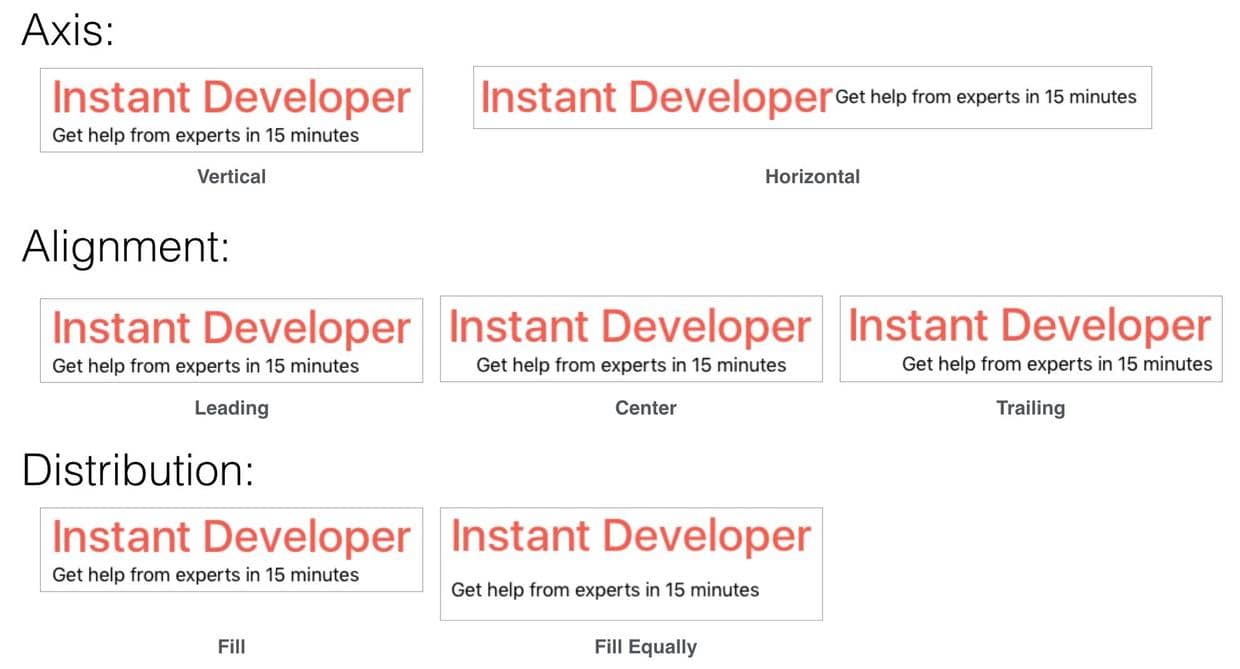 Axis:
Instant Developer
Get help from experts in 15 minutes
Vertical
Instant Developer Get help from experts in 15 minutes
Horizontal
Alignment:
Instant Developer
Get help from experts in 15 minutes
Leading
Instant Developer
Get help from experts in 15 minutes
Center
Instant Developer
Get help from experts in 15 minutes
Trailing
Distribution:
Instant Developer
Get help from experts in 15 minutes
Fill
Instant Developer
Get help from experts in 15 minutes
Fill Equally